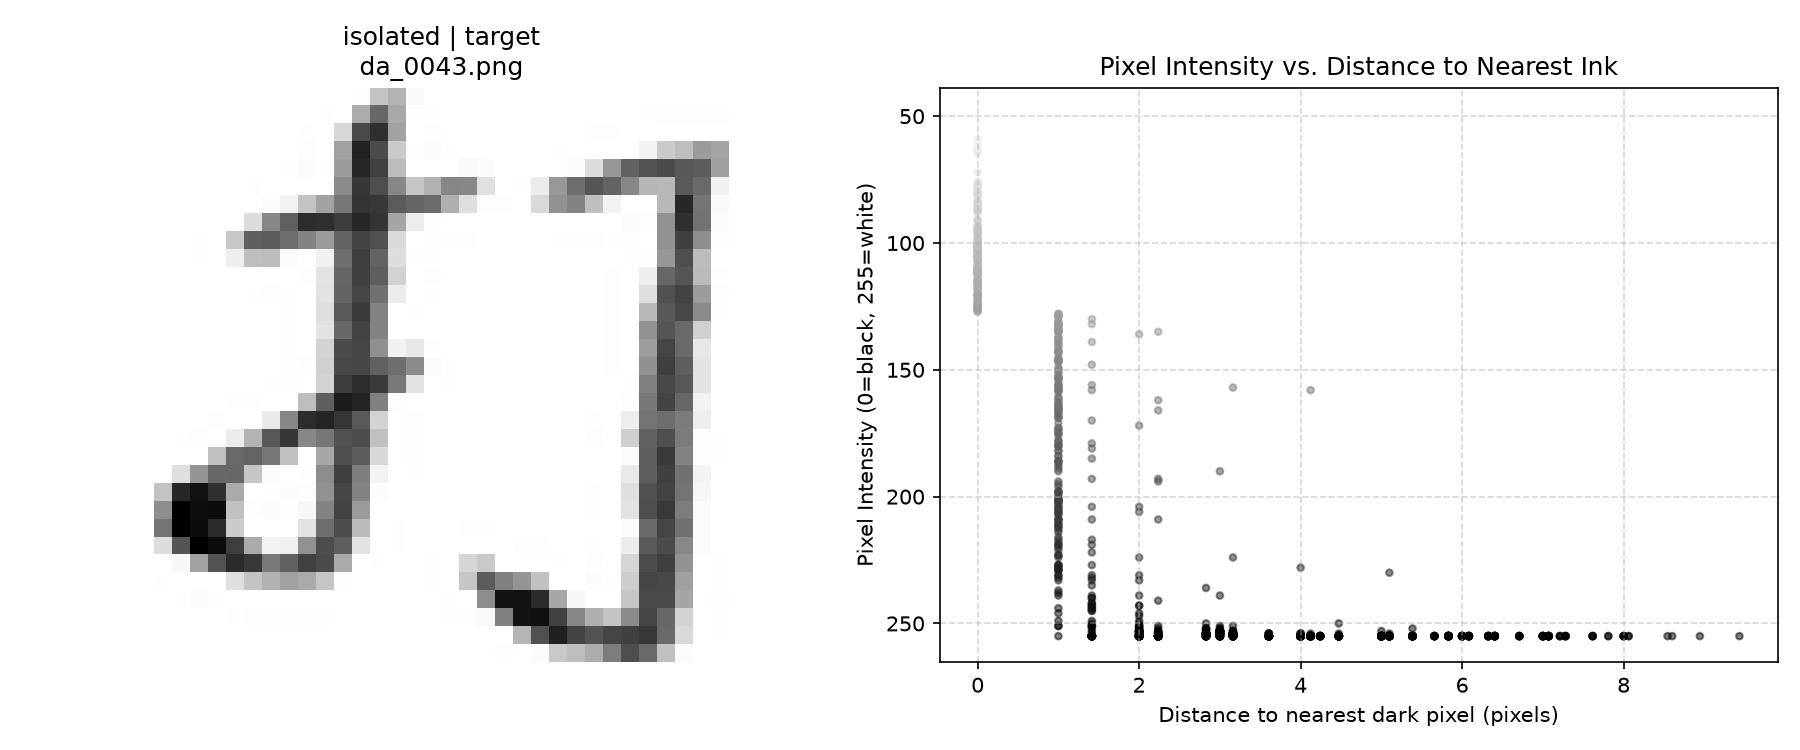 isolated | target
da_0043.png
打
Pixel Intensity vs. Distance to Nearest Ink
Pixel Intensity (0=black, 255=white)
50
100
150
200
250
0 2 4 6 8
Distance to nearest dark pixel (pixels)